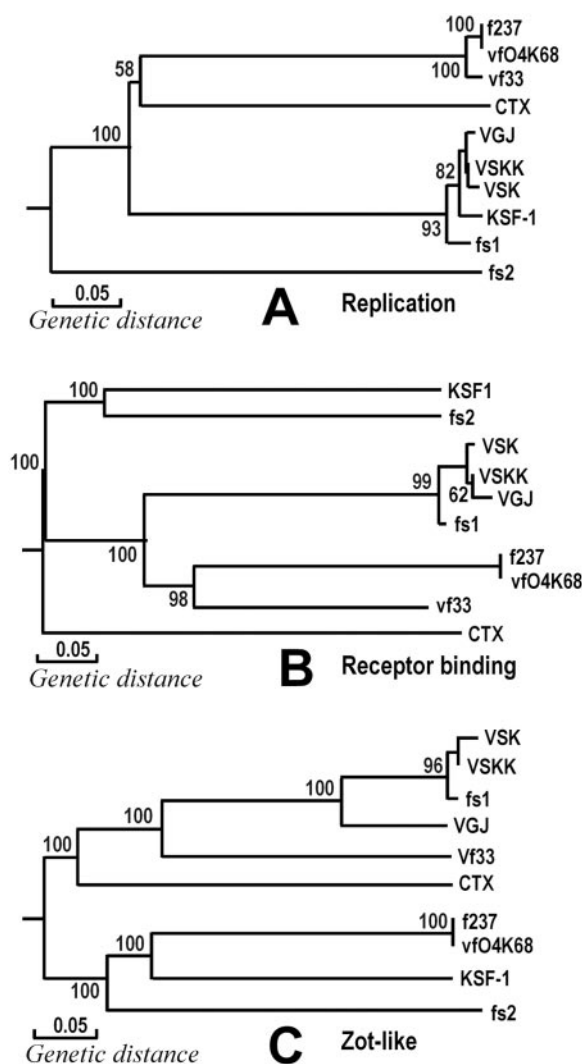 100
f237
vfO4K68
58
100
vf33
CTX
100
VGJ
82
VSKK
VSK
KSF-1
93
fs1
fs2
0.05
Genetic distance
A Replication
100
KSF1
fs2
100
VSK
99
VSKK
62
VGJ
fs1
100
f237
vfO4K68
98
vf33
CTX
0.05
Genetic distance
B Receptor binding
VSK
96
VSKK
100
fs1
100
VGJ
100
Vf33
CTX
100
f237
vfO4K68
100
KSF-1
100
fs2
0.05
Genetic distance
C Zot-like